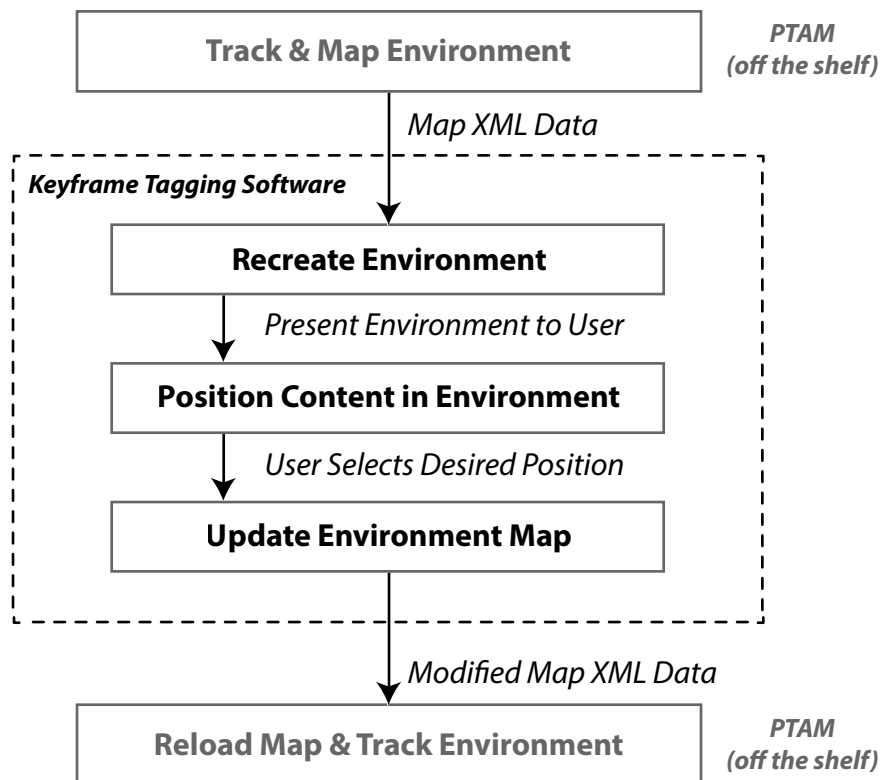 Track & Map Environment
PTAM
(off the shelf)
Map XML Data
Keyframe Tagging Software
Recreate Environment
Present Environment to User
Position Content in Environment
User Selects Desired Position
Update Environment Map
Modified Map XML Data
Reload Map & Track Environment
PTAM
(off the shelf)